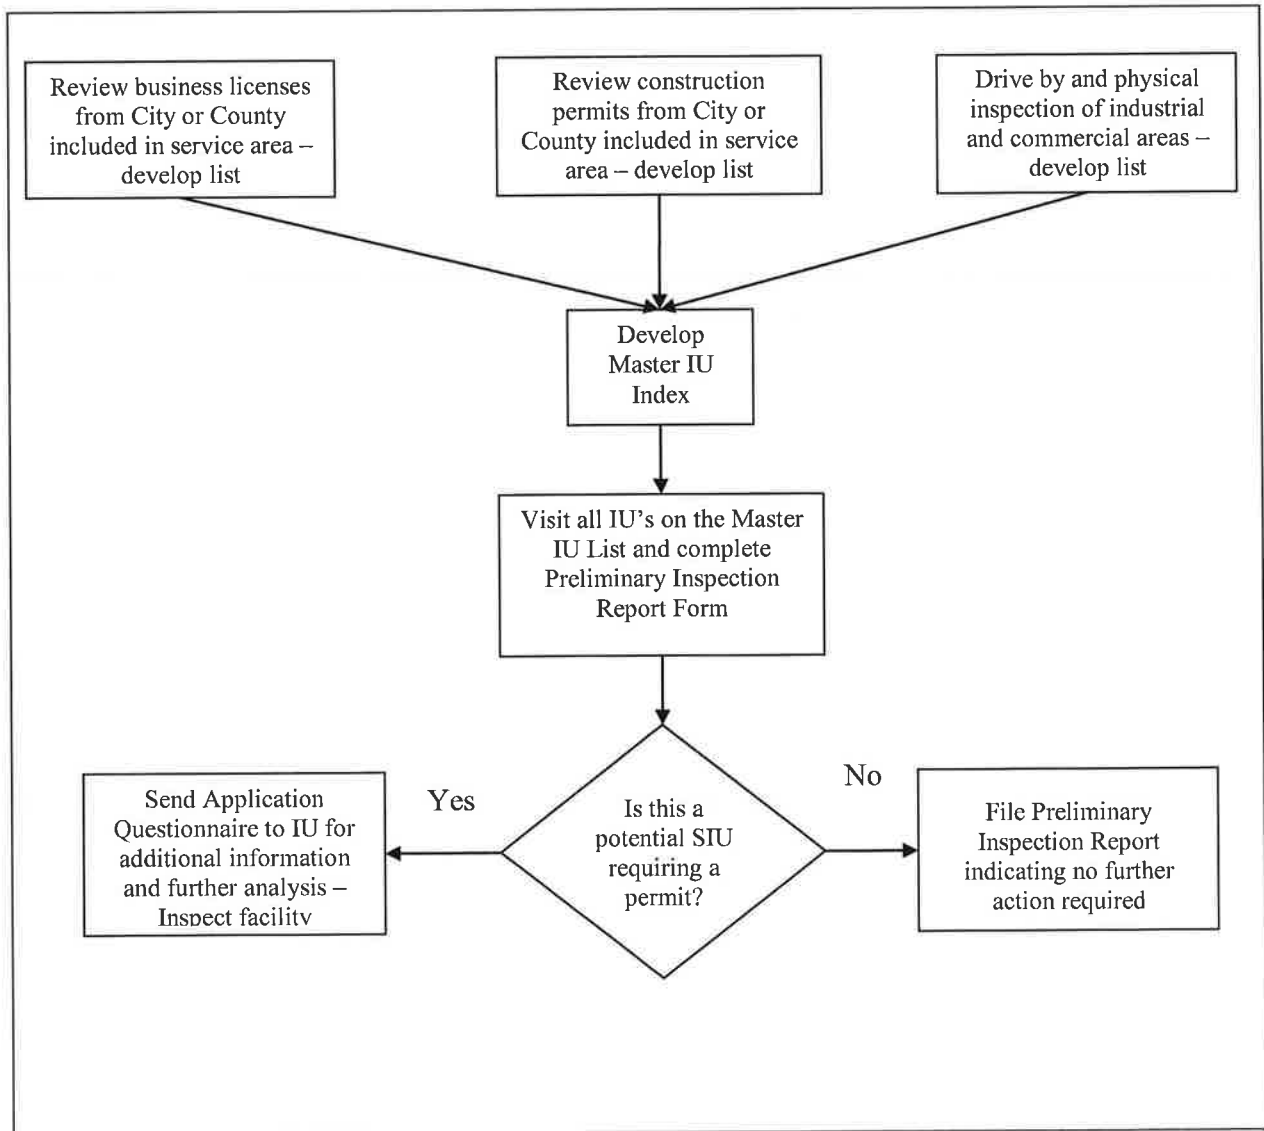 Review business licenses
from City or County
included in service area –
develop list
Review construction
permits from City or
County included in service
area – develop list
Drive by and physical
inspection of industrial
and commercial areas –
develop list
Develop
Master IU
Index
Visit all IU's on the Master
IU List and complete
Preliminary Inspection
Report Form
Is this a
potential SIU
requiring a
permit?
Yes
No
Send Application
Questionnaire to IU for
additional information
and further analysis –
Inspect facility
File Preliminary
Inspection Report
indicating no further
action required